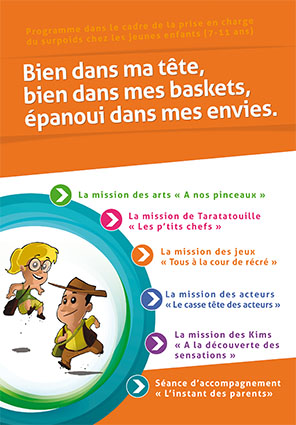 Programme dans le cadre de la prise en charge
du surpoids chez les jeunes enfants (7-11 ans)
Bien dans ma tête,
bien dans mes baskets,
épanoui dans mes envies.
La mission des arts « A nos pinceaux »
La mission de Taratatouille
« Les p'tits chefs »
La mission des jeux
« Tous à la cour de récré »
La mission des acteurs
« Le casse tête des acteurs »
La mission des Kims
« A la découverte des
sensations »
Séance d'accompagnement
« L'instant des parents»